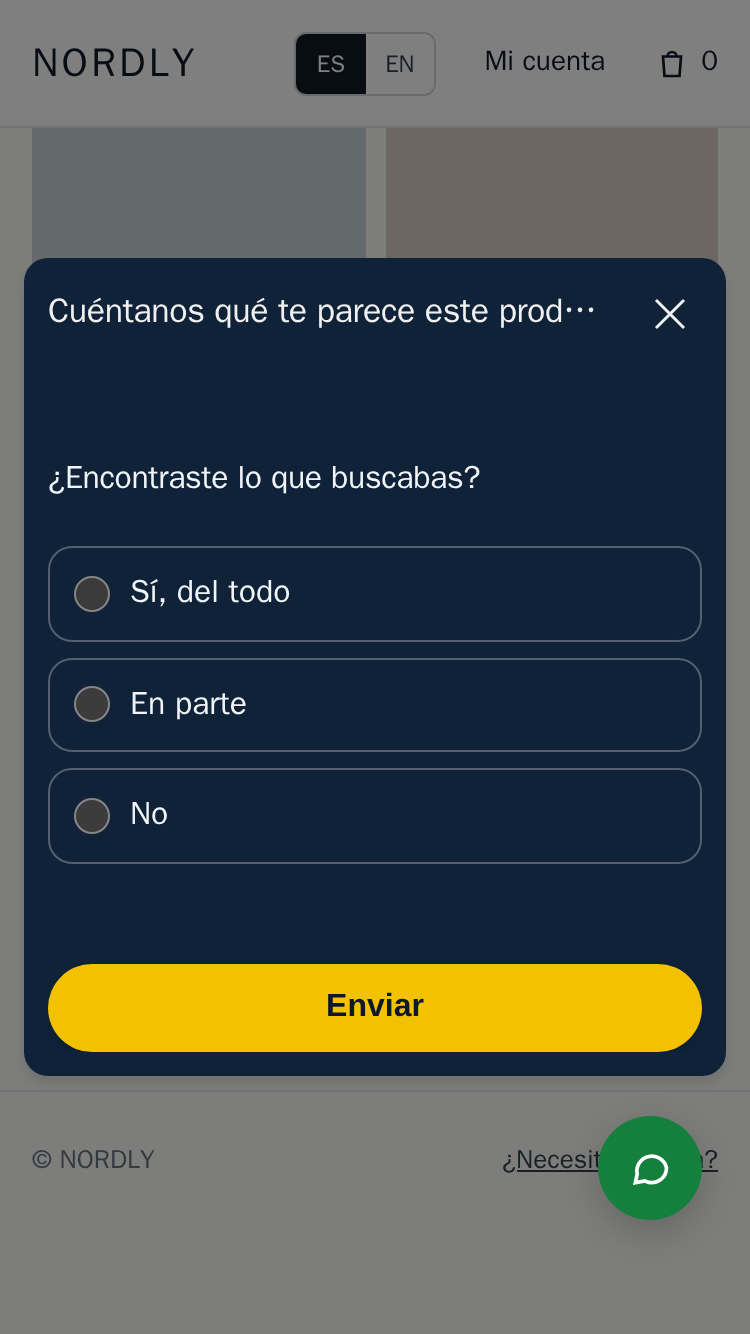 NORDLY
ES
EN
Mi cuenta
0
Cuéntanos qué te parece este prod…
¿Encontraste lo que buscabas?
Sí, del todo
En parte
No
Enviar
© NORDLY
?